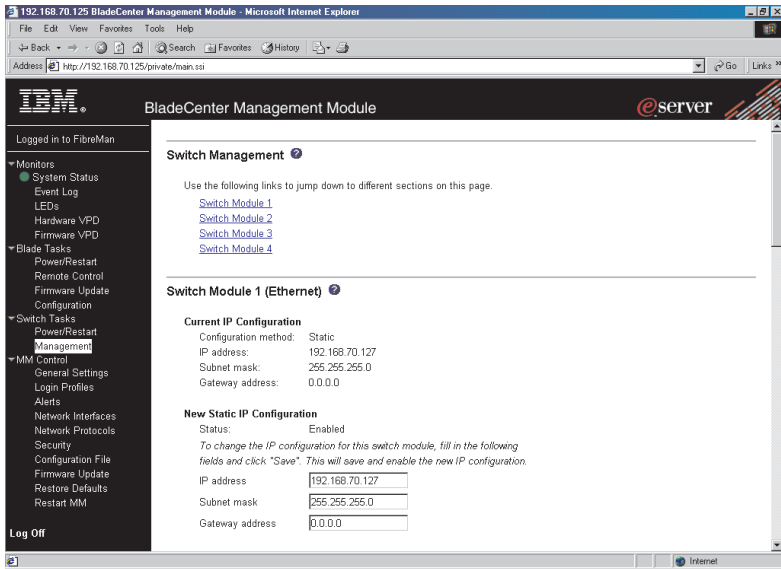 192.168.70.125 BladeCenter Management Module - Microsoft Internet Explorer
File Edit View Favorites Tools Help
Back Search Favorites History
Address http://192.168.70.125/private/main.ssi Go Links »
IBM® BladeCenter Management Module eserver
Logged in to FibreMan
Monitors
System Status
Event Log
LEDs
Hardware VPD
Firmware VPD
Blade Tasks
Power/Restart
Remote Control
Firmware Update
Configuration
Switch Tasks
Power/Restart
Management
MM Control
General Settings
Login Profiles
Alerts
Network Interfaces
Network Protocols
Security
Configuration File
Firmware Update
Restore Defaults
Restart MM
Log Off
Switch Management ?
Use the following links to jump down to different sections on this page.
Switch Module 1
Switch Module 2
Switch Module 3
Switch Module 4
Switch Module 1 (Ethernet) ?
Current IP Configuration
Configuration method: Static
IP address: 192.168.70.127
Subnet mask: 255.255.255.0
Gateway address: 0.0.0.0
New Static IP Configuration
Status: Enabled
To change the IP configuration for this switch module, fill in the following
fields and click "Save". This will save and enable the new IP configuration.
IP address 192.168.70.127
Subnet mask 255.255.255.0
Gateway address 0.0.0.0
Internet